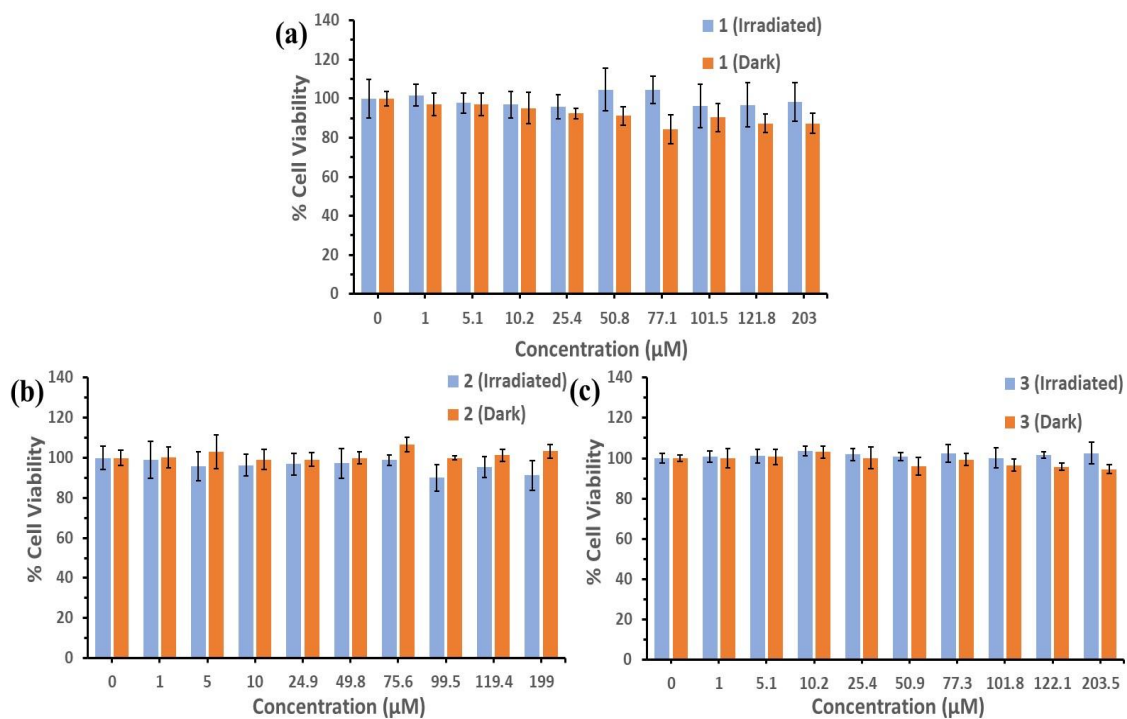 (a)
1 (Irradiated)
1 (Dark)
% Cell Viability
140
120
100
80
60
40
20
0
0 1 5.1 10.2 25.4 50.8 77.1 101.5 121.8 203
Concentration (µM)
(b)
2 (Irradiated)
2 (Dark)
% Cell Viability
140
120
100
80
60
40
20
0
0 1 5 10 24.9 49.8 75.6 99.5 119.4 199
Concentration (µM)
(c)
3 (Irradiated)
3 (Dark)
% Cell Viability
140
120
100
80
60
40
20
0
0 1 5.1 10.2 25.4 50.9 77.3 101.8 122.1 203.5
Concentration (µM)